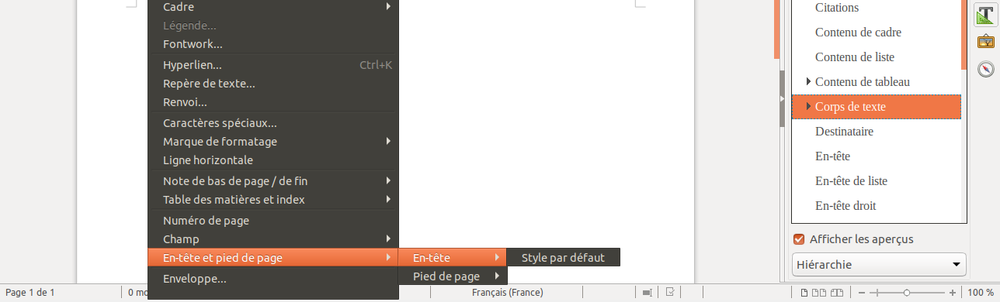 Cadre
Légende...
Fontwork...
Hyperlien... Ctrl+K
Repère de texte...
Renvoi...
Caractères spéciaux...
Marque de formatage
Ligne horizontale
Note de bas de page / de fin
Table des matières et index
Numéro de page
Champ
En-tête et pied de page
Enveloppe...
En-tête
Pied de page
Style par défaut
Citations
Contenu de cadre
Contenu de liste
Contenu de tableau
Corps de texte
Destinataire
En-tête
En-tête de liste
En-tête droit
Afficher les aperçus
Hiérarchie
Page 1 de 1
0 mo
Français (France)
100 %